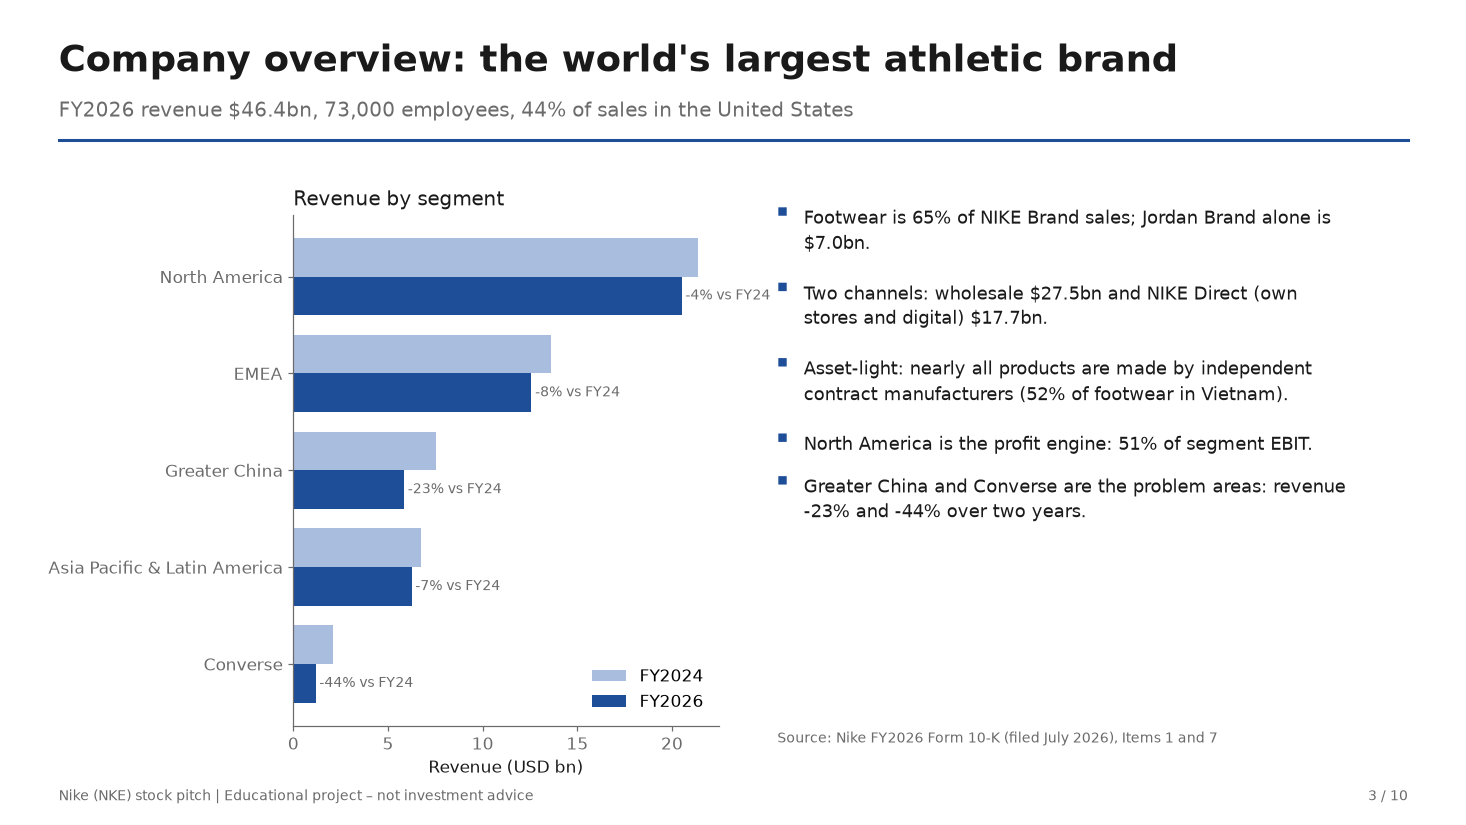 Company overview: the world's largest athletic brand
FY2026 revenue $46.4bn, 73,000 employees, 44% of sales in the United States
Revenue by segment
North America
-4% vs FY24
EMEA
-8% vs FY24
Greater China
-23% vs FY24
Asia Pacific & Latin America
-7% vs FY24
Converse
-44% vs FY24
FY2024
FY2026
0 5 10 15 20
Revenue (USD bn)
Footwear is 65% of NIKE Brand sales; Jordan Brand alone is
$7.0bn.
Two channels: wholesale $27.5bn and NIKE Direct (own
stores and digital) $17.7bn.
Asset-light: nearly all products are made by independent
contract manufacturers (52% of footwear in Vietnam).
North America is the profit engine: 51% of segment EBIT.
Greater China and Converse are the problem areas: revenue
-23% and -44% over two years.
Source: Nike FY2026 Form 10-K (filed July 2026), Items 1 and 7
Nike (NKE) stock pitch | Educational project – not investment advice
3 / 10